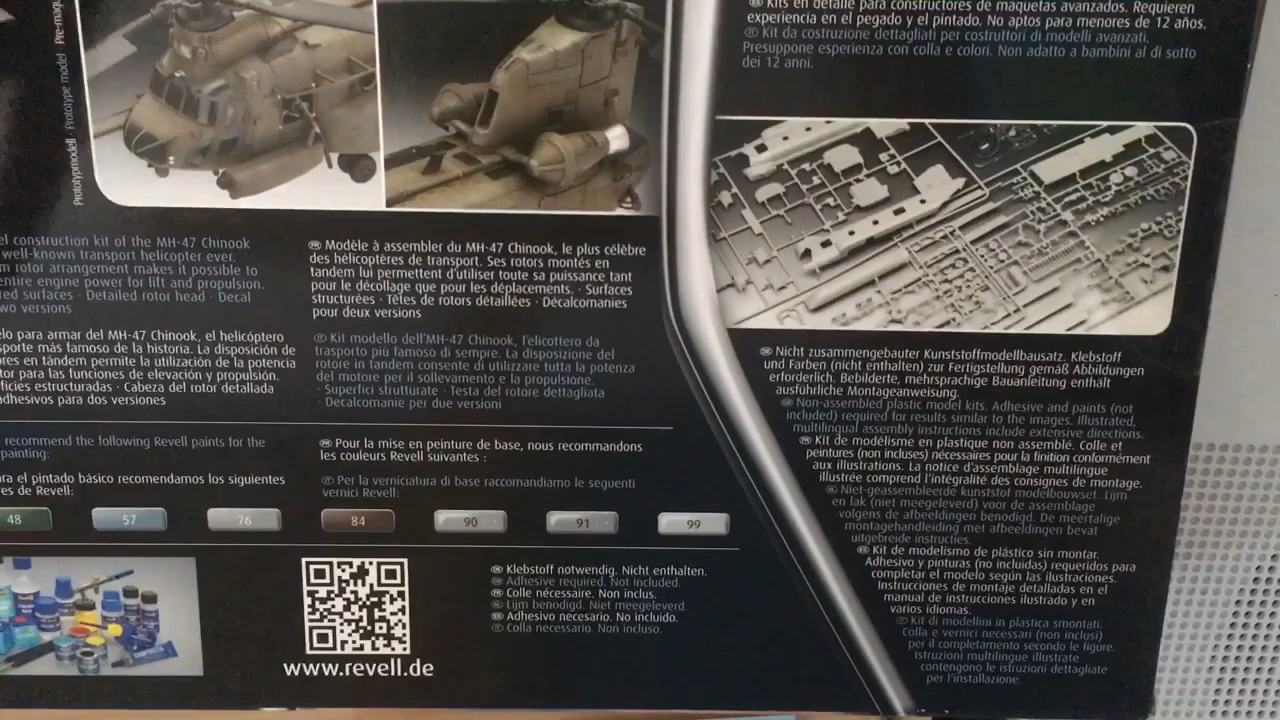 Prototypmodell · Prototype model · Pre-
Kits en détail para constructores de maquetas avanzados. Requieren
experiencia en el pegado y el pintado. No aptos para menores de 12 años.
Kit da costruzione dettagliati per costruttori di modelli avanzati.
Presuppone esperienza con colla e colori. Non adatto a bambini al di sotto
dei 12 anni.
el construction kit of the MH-47 Chinook
well-known transport helicopter ever.
m rotor arrangement makes it possible to
entire engine power for lift and propulsion.
red surfaces · Detailed rotor head · Decal
wo versions
elo para armar del MH-47 Chinook, el helicóptero
sporte más famoso de la historia. La disposición de
res en tándem permite la utilización de la potencia
tor para las funciones de elevación y propulsión.
ficies estructuradas · Cabeza del rotor detallada
adhesivos para dos versiones
Modèle à assembler du MH-47 Chinook, le plus célèbre
des hélicoptères de transport. Ses rotors montés en
tandem lui permettent d'utiliser toute sa puissance tant
pour le décollage que pour les déplacements. · Surfaces
structurées · Têtes de rotors détaillées · Décalcomanies
pour deux versions
Kit modello dell'MH-47 Chinook, l'elicottero da
trasporto più famoso di sempre. La disposizione del
rotore in tandem consente di utilizzare tutta la potenza
del motore per il sollevamento e la propulsione.
· Superfici strutturate · Testa del rotore dettagliata
· Decalcomanie per due versioni
recommend the following Revell paints for the
painting:
ara el pintado básico recomendamos los siguientes
res de Revell:
Pour la mise en peinture de base, nous recommandons
les couleurs Revell suivantes :
Per la verniciatura di base raccomandiamo le seguenti
vernici Revell:
48 57 76 84 90 91 99
www.revell.de
Klebstoff notwendig. Nicht enthalten.
Adhesive required. Not included.
Colle nécessaire. Non inclus.
Lijm benodigd. Niet meegeleverd.
Adhesivo necesario. No incluido.
Colla necessario. Non incluso.
Nicht zusammengebauter Kunststoffmodellbausatz. Klebstoff
und Farben (nicht enthalten) zur Fertigstellung gemäß Abbildungen
erforderlich. Bebilderte, mehrsprachige Bauanleitung enthält
ausführliche Montageanweisung.
Non-assembled plastic model kits. Adhesive and paints (not
included) required for results similar to the images. Illustrated,
multilingual assembly instructions include extensive directions.
Kit de modélisme en plastique non assemblé. Colle et
peintures (non incluses) nécessaires pour la finition conformément
aux illustrations. La notice d'assemblage multilingue
illustrée comprend l'intégralité des consignes de montage.
Niet-geassembleerde kunststof modelbouwset. Lijm
en lak (niet meegeleverd) voor de assemblage
volgens de afbeeldingen benodigd. De meertalige
montagehandleiding met afbeeldingen bevat
uitgebreide instructies.
Kit de modelismo de plástico sin montar.
Adhesivo y pinturas (no incluidas) requeridos para
completar el modelo según las ilustraciones.
Instrucciones de montaje detalladas en el
manual de instrucciones ilustrado y en
varios idiomas.
Kit di modellini in plastica smontati.
Colla e vernici necessari (non inclusi)
per il completamento secondo le figure.
Istruzioni multilingue illustrate
contengono le istruzioni dettagliate
per l'installazione.